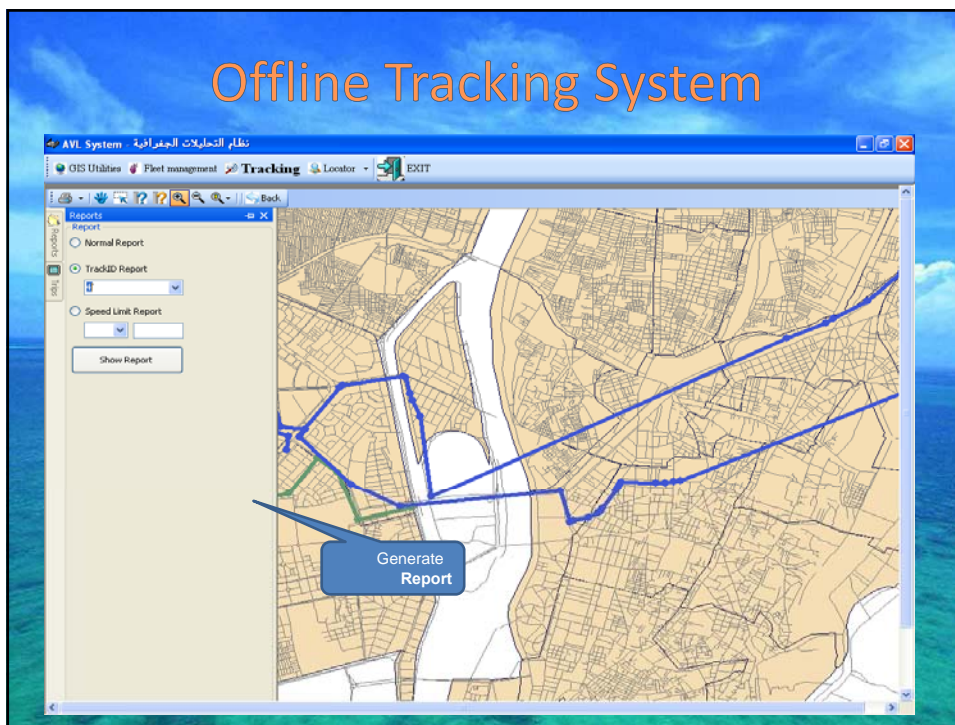 Offline Tracking System
AVL System - نظام التحليلات الجغرافية
GIS Utilities Fleet management Tracking Locator EXIT
Back
Reports
Report
Reports
Trips
Normal Report
TrackID Report
Speed Limit Report
Show Report
Generate
Report